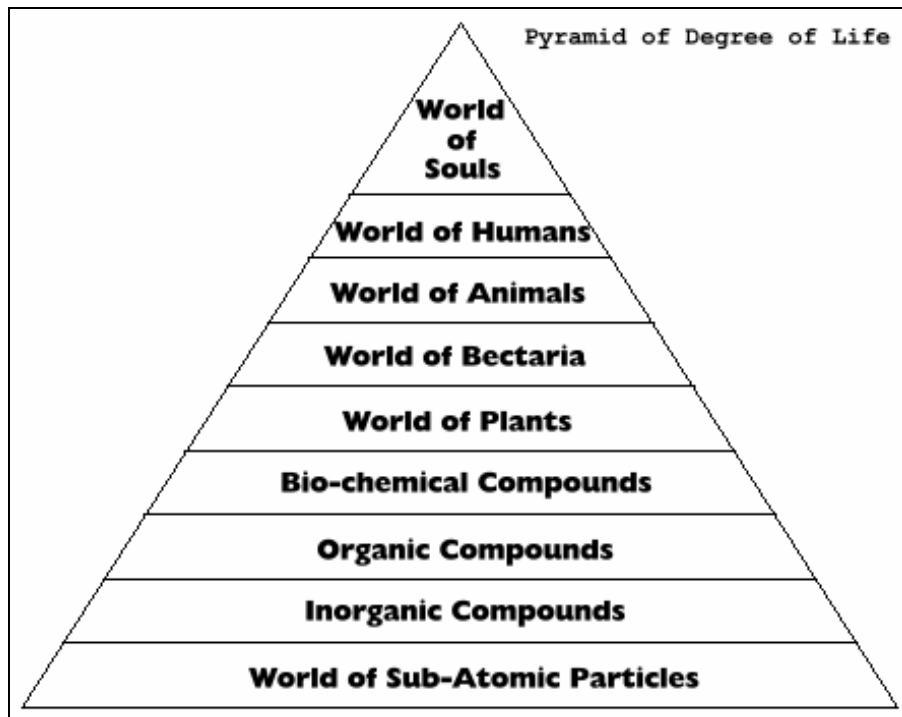 Pyramid of Degree of Life
World
of
Souls
World of Humans
World of Animals
World of Bectaria
World of Plants
Bio-chemical Compounds
Organic Compounds
Inorganic Compounds
World of Sub-Atomic Particles